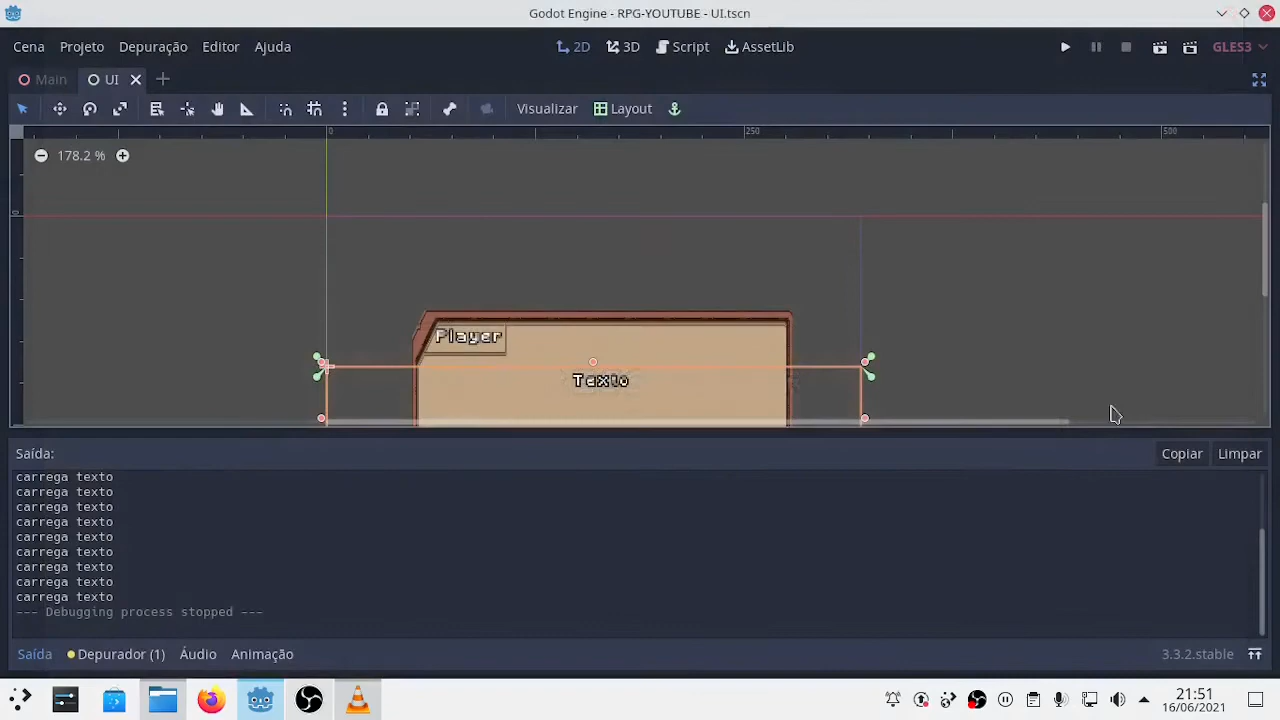 Godot Engine - RPG-YOUTUBE - UI.tscn
Cena Projeto Depuração Editor Ajuda 2D 3D Script AssetLib GLES3
Main UI
Visualizar Layout
0 250 500
0
178.2 %
Player
Texto
Saída: Copiar Limpar
carrega texto
carrega texto
carrega texto
carrega texto
carrega texto
carrega texto
carrega texto
carrega texto
carrega texto
--- Debugging process stopped ---
Saída Depurador (1) Áudio Animação 3.3.2.stable
21:51
16/06/2021